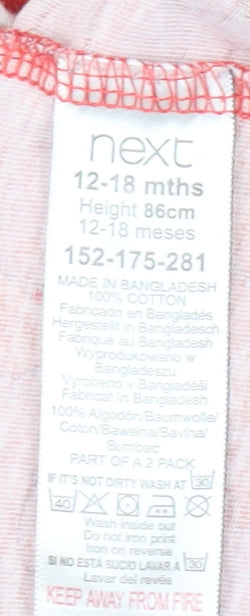 next
12-18 mths
Height 86cm
12-18 meses
152-175-281
MADE IN BANGLADESH
100% COTTON
Fabricado en Bangladés
Hergestellt in Bangladesch
Fabriqué au Bangladesh
Wyprodukowano w
Bangladeszu
Vyrobeno v Bangladéši
Fabricat in Bangladesh
100% Algodón/Baumwolle/
Coton/Bawełna/Bavlna/
Bumbac
PART OF A 2 PACK
IF IT'S NOT DIRTY WASH AT 30
40
Wash inside out
Do not iron print
Iron on reverse
SI NO ESTÁ SUCIO LAVAR A 30
Lavar del revés
KEEP AWAY FROM FIRE